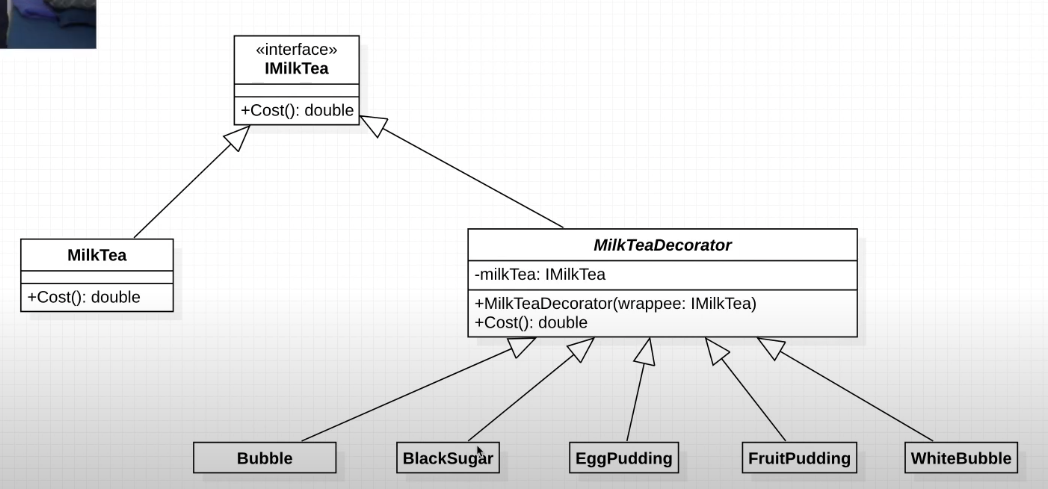 «interface»
IMilkTea
+Cost(): double
MilkTea
+Cost(): double
MilkTeaDecorator
-milkTea: IMilkTea
+MilkTeaDecorator(wrappee: IMilkTea)
+Cost(): double
Bubble
BlackSugar
EggPudding
FruitPudding
WhiteBubble